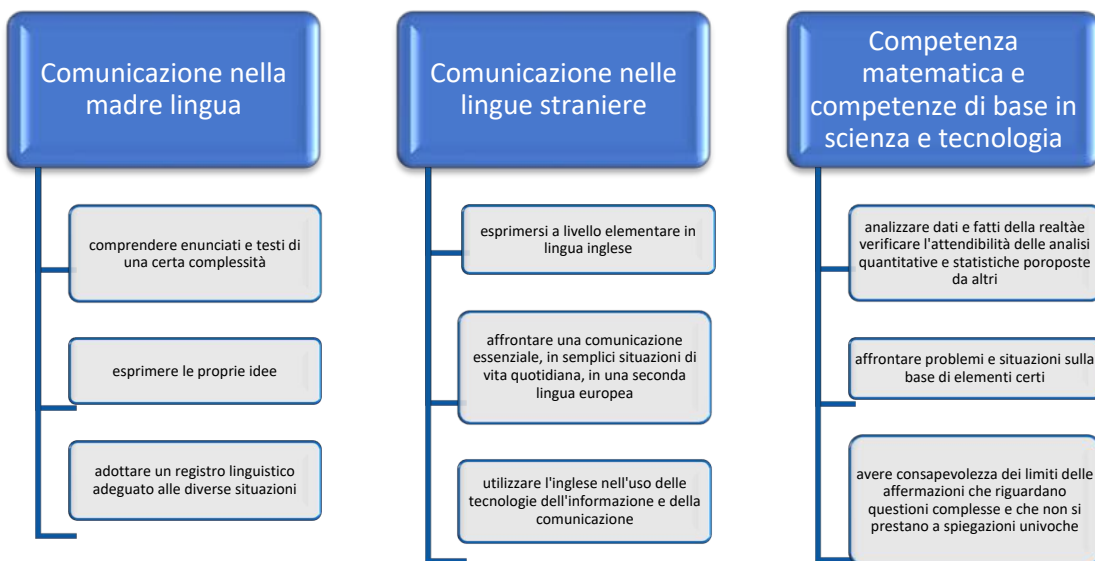 Comunicazione nella
madre lingua
comprendere enunciati e testi di
una certa complessità
esprimere le proprie idee
adottare un registro linguistico
adeguato alle diverse situazioni
Comunicazione nelle
lingue straniere
esprimersi a livello elementare in
lingua inglese
affrontare una comunicazione
essenziale, in semplici situazioni di
vita quotidiana, in una seconda
lingua europea
utilizzare l'inglese nell'uso delle
tecnologie dell'informazione e della
comunicazione
Competenza
matematica e
competenze di base in
scienza e tecnologia
analizzare dati e fatti della realtàe
verificare l'attendibilità delle analisi
quantitative e statistiche poroposte
da altri
affrontare problemi e situazioni sulla
base di elementi certi
avere consapevolezza dei limiti delle
affermazioni che riguardano
questioni complesse e che non si
prestano a spiegazioni univoche